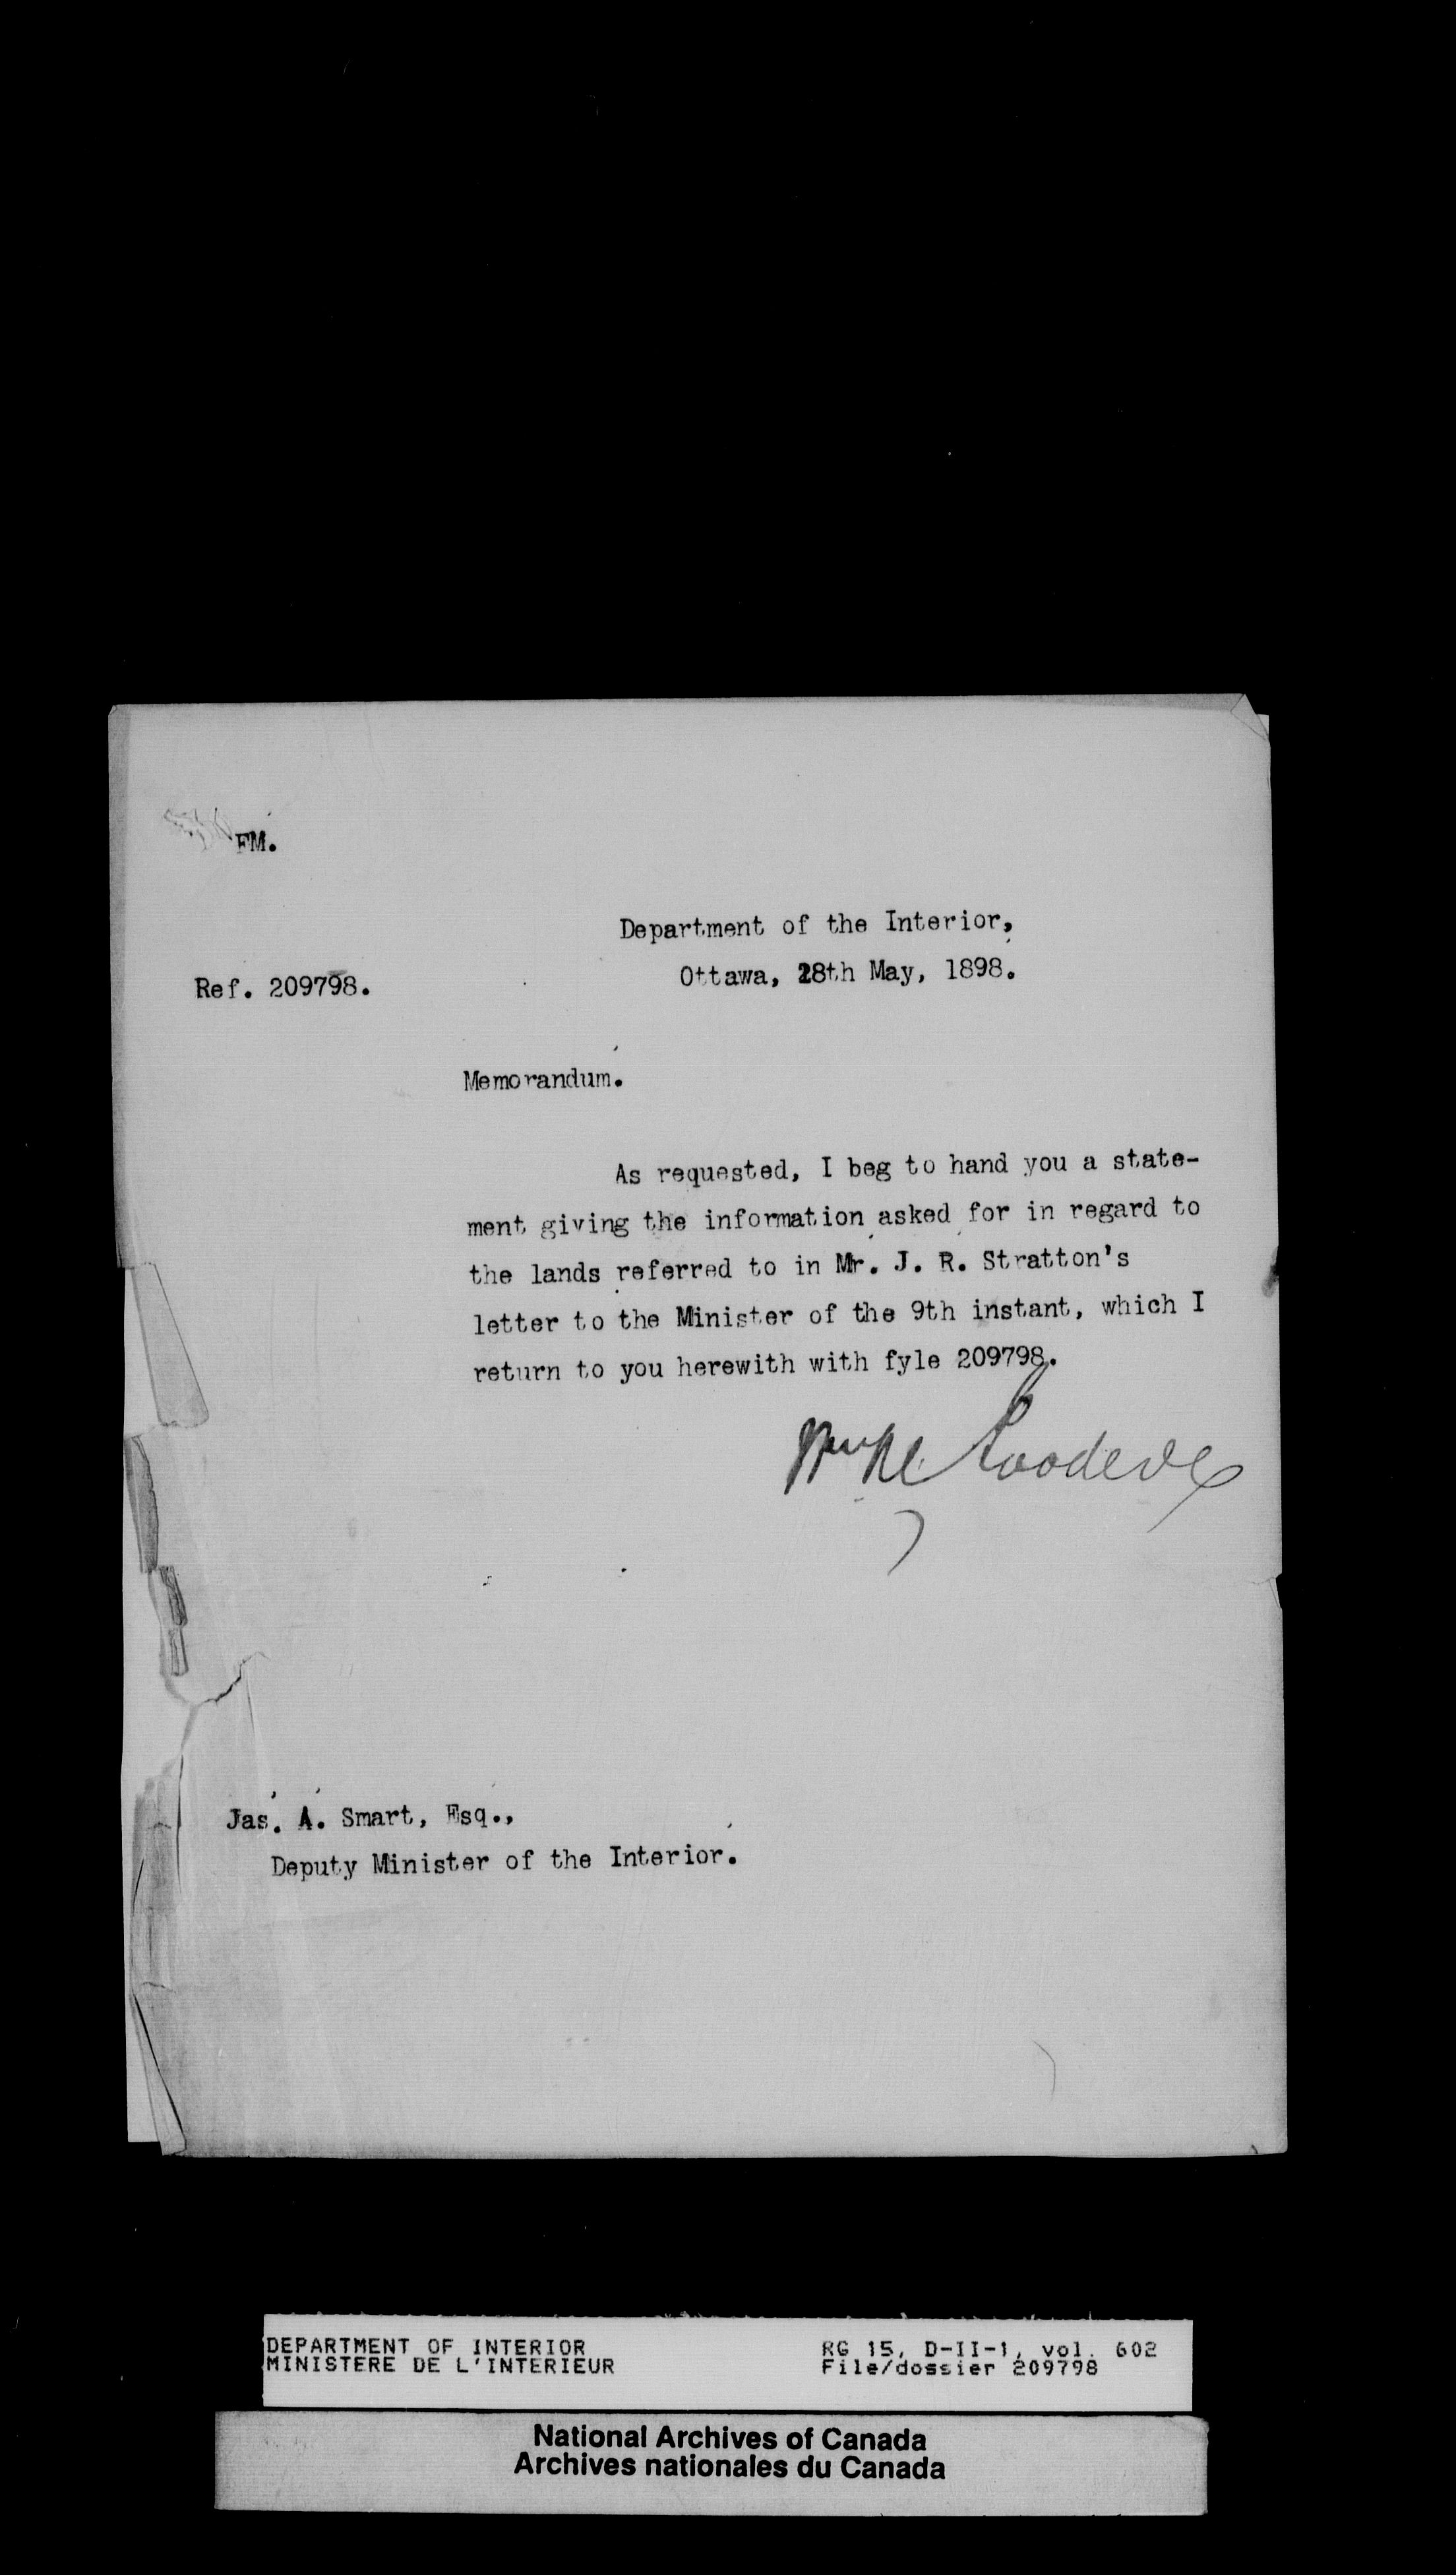 FM.
Department of the Interior,
Ottawa, 28th May, 1898.
Ref. 209798.
Memorandum.
As requested, I beg to hand you a state-
ment giving the information asked for in regard to
the lands referred to in Mr. J. R. Stratton's
letter to the Minister of the 9th instant, which I
return to you herewith with fyle 209798.
Goodeve
Jas. A. Smart, Esq.,
Deputy Minister of the Interior.
DEPARTMENT OF INTERIOR
MINISTERE DE L'INTERIEUR
RG 15, D-II-1, vol. 602
File/dossier 209798
National Archives of Canada
Archives nationales du Canada